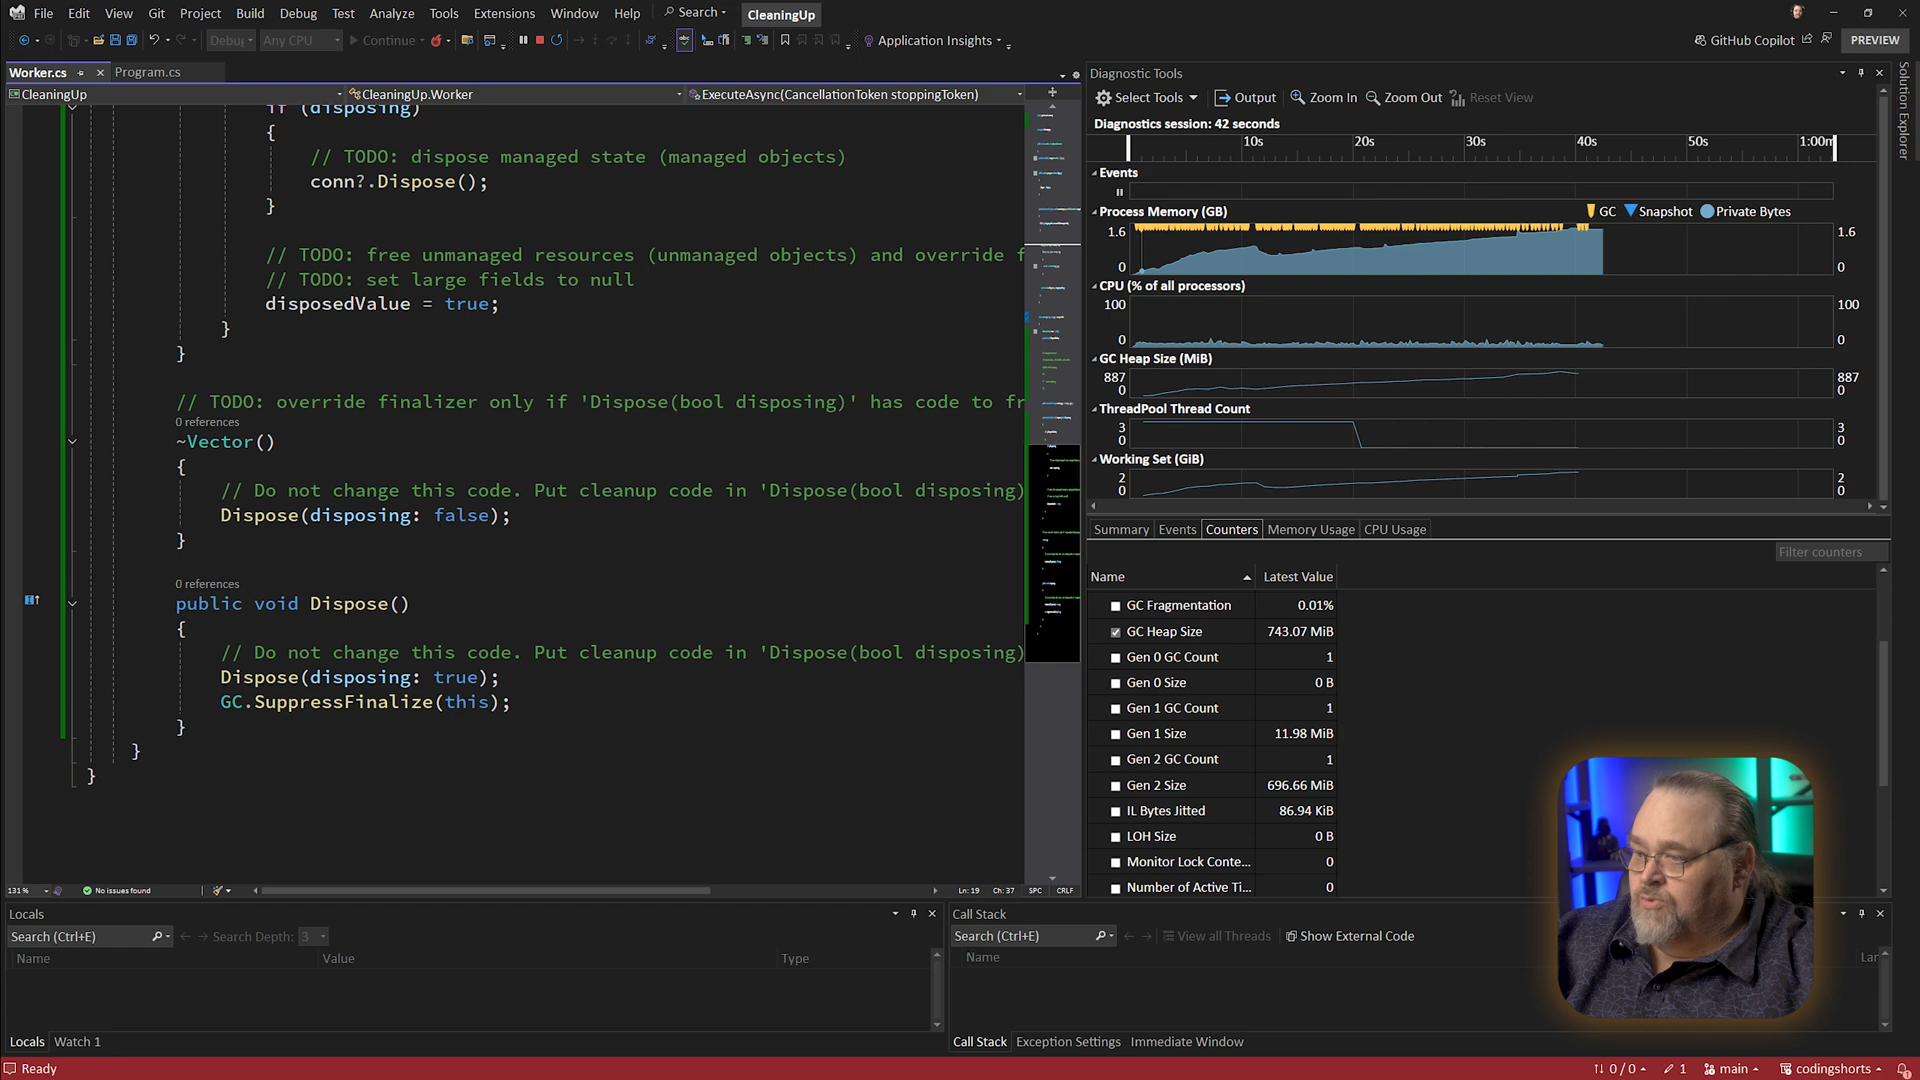 File Edit View Git Project Build Debug Test Analyze Tools Extensions Window Help Search CleaningUp
Debug Any CPU Continue Application Insights GitHub Copilot PREVIEW
Worker.cs Program.cs
CleaningUp CleaningUp.Worker ExecuteAsync(CancellationToken stoppingToken)
if (disposing)
{
// TODO: dispose managed state (managed objects)
conn?.Dispose();
}
// TODO: free unmanaged resources (unmanaged objects) and override f
// TODO: set large fields to null
disposedValue = true;
}
}
// TODO: override finalizer only if 'Dispose(bool disposing)' has code to fr
0 references
~Vector()
{
// Do not change this code. Put cleanup code in 'Dispose(bool disposing)
Dispose(disposing: false);
}
0 references
public void Dispose()
{
// Do not change this code. Put cleanup code in 'Dispose(bool disposing)
Dispose(disposing: true);
GC.SuppressFinalize(this);
}
}
}
131% No issues found Ln: 19 Ch: 37 SPC CRLF
Diagnostic Tools
Select Tools Output Zoom In Zoom Out Reset View
Diagnostics session: 42 seconds
10s 20s 30s 40s 50s 1:00m
Events
Process Memory (GB) GC Snapshot Private Bytes
1.6 1.6
0 0
CPU (% of all processors)
100 100
0 0
GC Heap Size (MiB)
887 887
0 0
ThreadPool Thread Count
3 3
0 0
Working Set (GiB)
2 2
0 0
Summary Events Counters Memory Usage CPU Usage
Filter counters
Name Latest Value
GC Fragmentation 0.01%
GC Heap Size 743.07 MiB
Gen 0 GC Count 1
Gen 0 Size 0 B
Gen 1 GC Count 1
Gen 1 Size 11.98 MiB
Gen 2 GC Count 1
Gen 2 Size 696.66 MiB
IL Bytes Jitted 86.94 KiB
LOH Size 0 B
Monitor Lock Conte... 0
Number of Active Ti... 0
Solution Explorer
Locals
Search (Ctrl+E) Search Depth: 3
Name Value Type
Locals Watch 1
Call Stack
Search (Ctrl+E) View all Threads Show External Code
Name Lar
Call Stack Exception Settings Immediate Window
Ready 0 / 0 1 main codingshorts